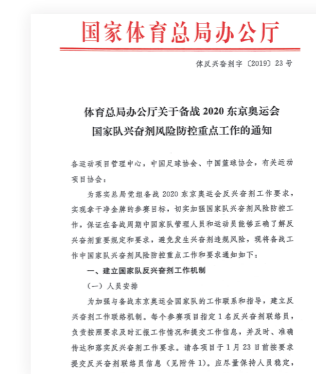 国家体育总局办公厅
体反兴奋剂字〔2019〕23号
体育总局办公厅关于备战2020东京奥运会
国家队兴奋剂风险防控重点工作的通知
各运动项目管理中心，中国足球协会、中国篮球协会，有关运动
项目协会：
为落实总局党组备战2020东京奥运会反兴奋剂工作要求，
实现拿干净金牌的参赛目标，切实加强国家队兴奋剂风险防控工
作，保证在备战周期中国家队管理人员和运动员能够正确了解反
兴奋剂重要规定和要求，避免发生兴奋剂违规风险，现将备战工
作中国家队兴奋剂风险防控重点工作和要求通知如下：
一、建立国家队反兴奋剂工作机制
（一）人员安排
为加强与备战东京奥运会国家队的工作联系和指导，建立反
兴奋剂工作联络机制。每个参赛项目指定1名反兴奋剂联络员，
负责按照要求及时汇报工作情况和提交工作信息，并及时、准确
传达和落实反兴奋剂工作要求。请各项目于1月23日前按要求
提交反兴奋剂联络员信息（见附件1）。应尽量保持人员稳定，